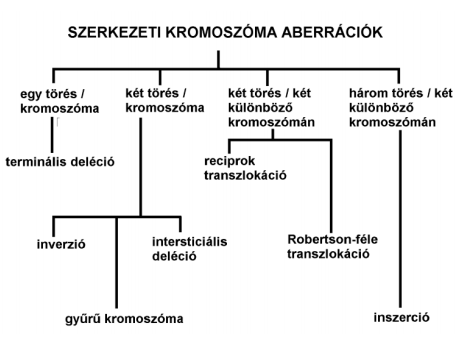 SZERKEZETI KROMOSZÓMA ABERRÁCIÓK
egy törés /
kromoszóma
két törés /
kromoszóma
két törés / két
különböző
kromoszómán
három törés / két
különböző
kromoszómán
terminális deléció
reciprok
transzlokáció
inverzió
intersticiális
deléció
Robertson-féle
transzlokáció
gyűrű kromoszóma
inszerció